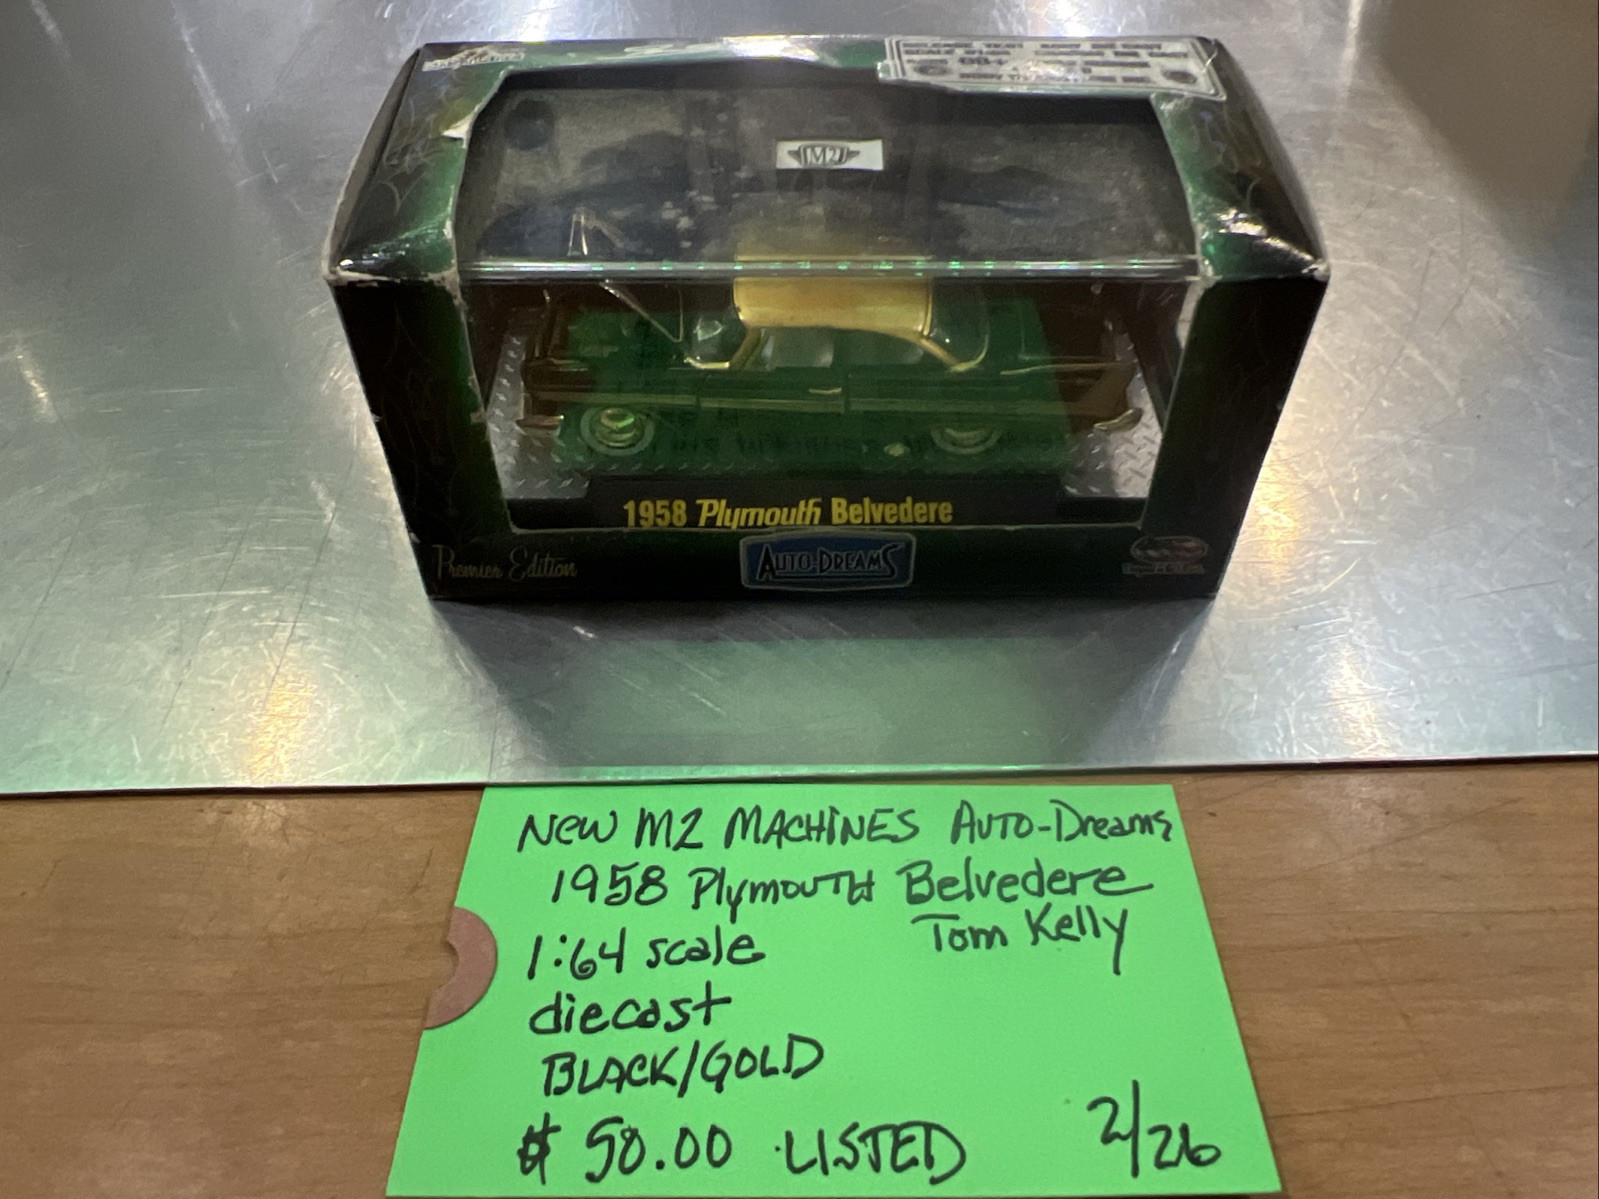 M2
1958 Plymouth Belvedere
Premier Edition
AUTO-DREAMS
New M2 MACHINES AUTO-Dreams
1958 Plymouth Belvedere
Tom Kelly
1:64 scale
diecast
BLACK/GOLD
$ 50.00 LISTED
2/26